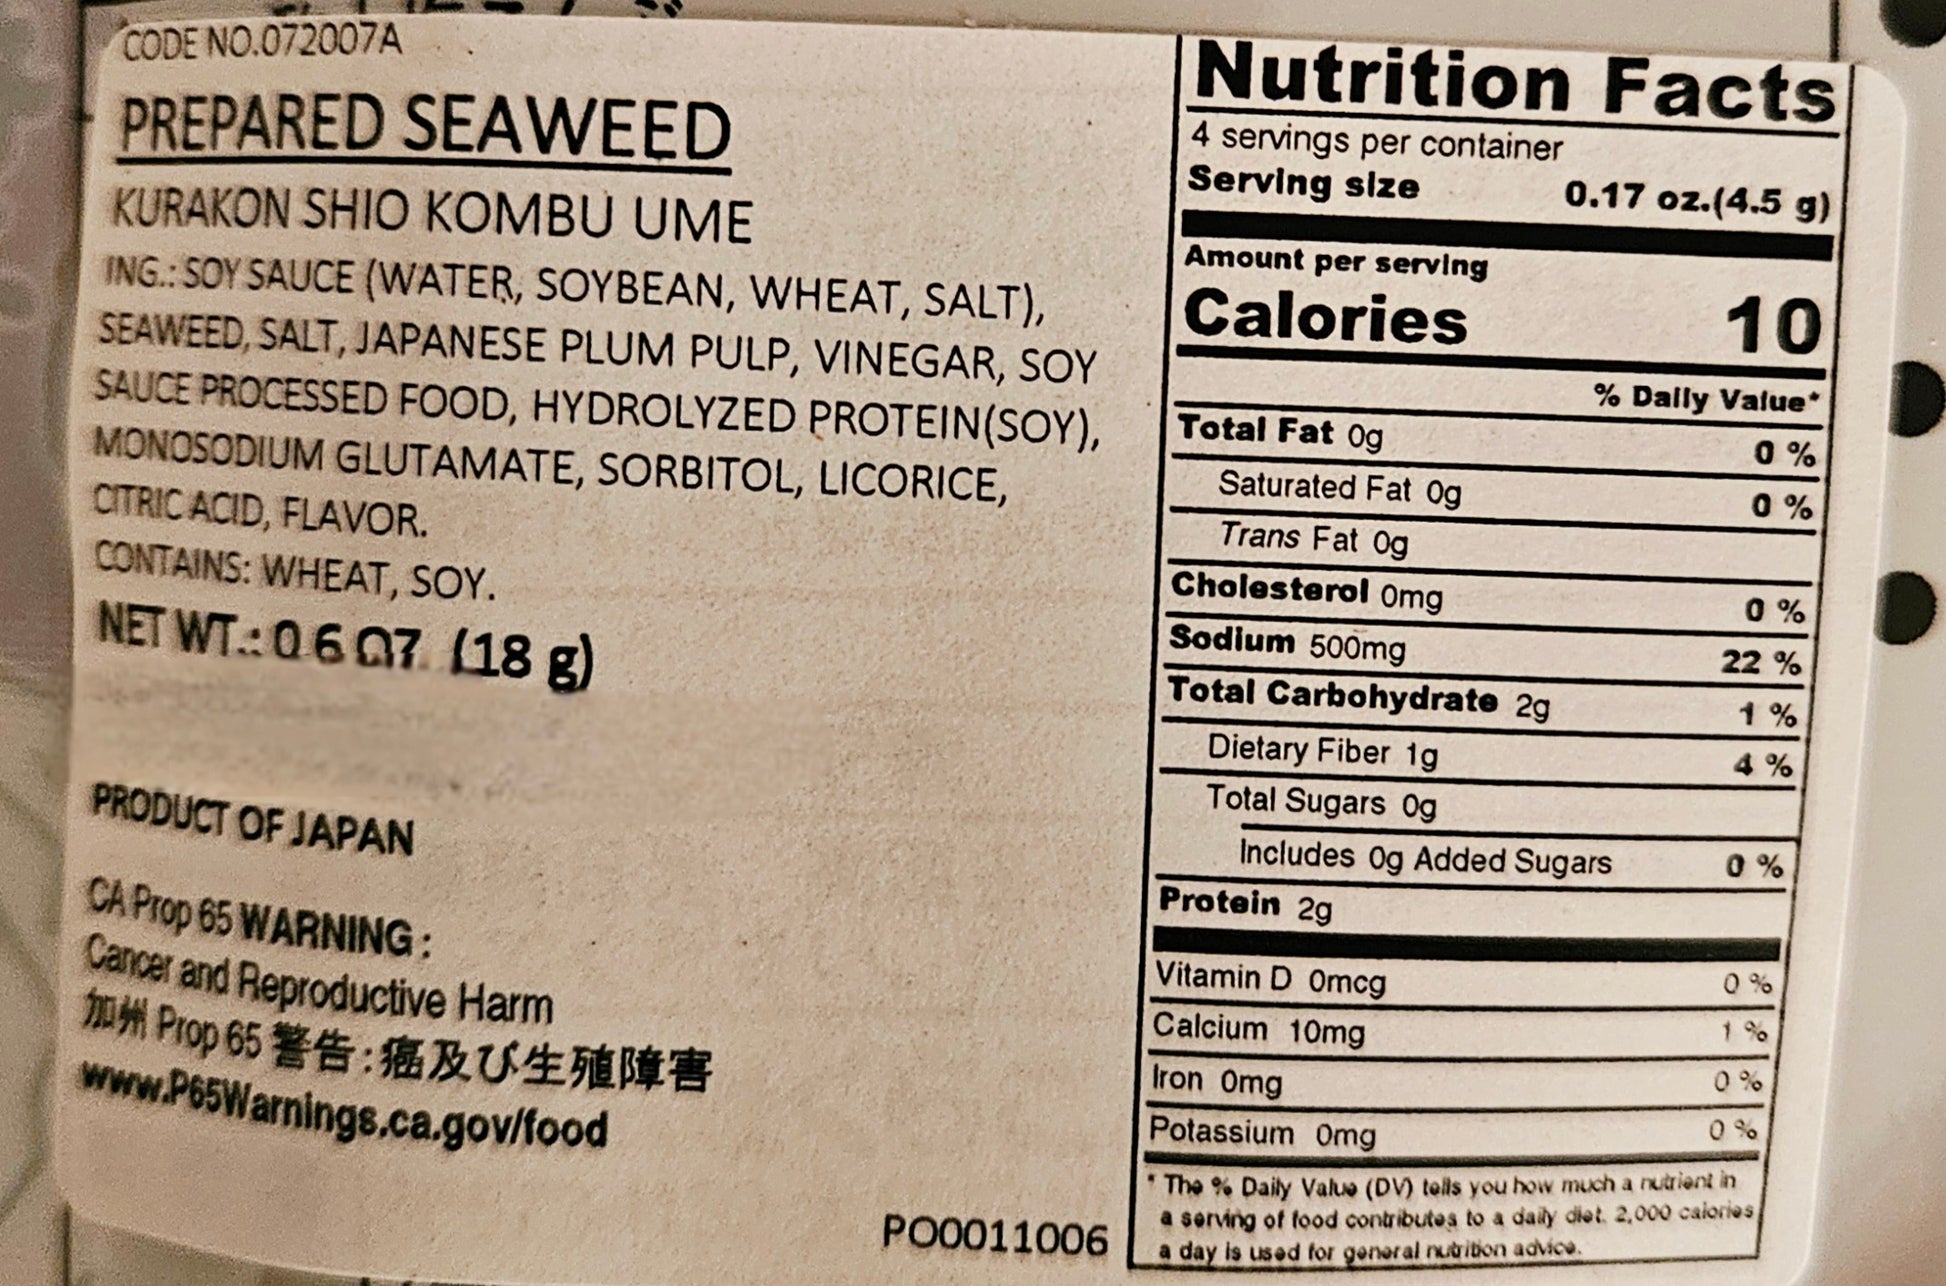 CODE NO.072007A
PREPARED SEAWEED
KURAKON SHIO KOMBU UME
ING.: SOY SAUCE (WATER, SOYBEAN, WHEAT, SALT),
SEAWEED, SALT, JAPANESE PLUM PULP, VINEGAR, SOY
SAUCE PROCESSED FOOD, HYDROLYZED PROTEIN(SOY),
MONOSODIUM GLUTAMATE, SORBITOL, LICORICE,
CITRIC ACID, FLAVOR.
CONTAINS: WHEAT, SOY.
NET WT.: 0.6 OZ. (18 g)
PRODUCT OF JAPAN
CA Prop 65 WARNING :
Cancer and Reproductive Harm
加州 Prop 65 警告:癌及び生殖障害
www.P65Warnings.ca.gov/food
PO0011006
Nutrition Facts
4 servings per container
Serving size 0.17 oz.(4.5 g)
Amount per serving
Calories 10
% Daily Value*
Total Fat 0g 0 %
Saturated Fat 0g 0 %
Trans Fat 0g
Cholesterol 0mg 0 %
Sodium 500mg 22 %
Total Carbohydrate 2g 1 %
Dietary Fiber 1g 4 %
Total Sugars 0g
Includes 0g Added Sugars 0 %
Protein 2g
Vitamin D 0mcg 0 %
Calcium 10mg 1 %
Iron 0mg 0 %
Potassium 0mg 0 %
* The % Daily Value (DV) tells you how much a nutrient in
a serving of food contributes to a daily diet. 2,000 calories
a day is used for general nutrition advice.